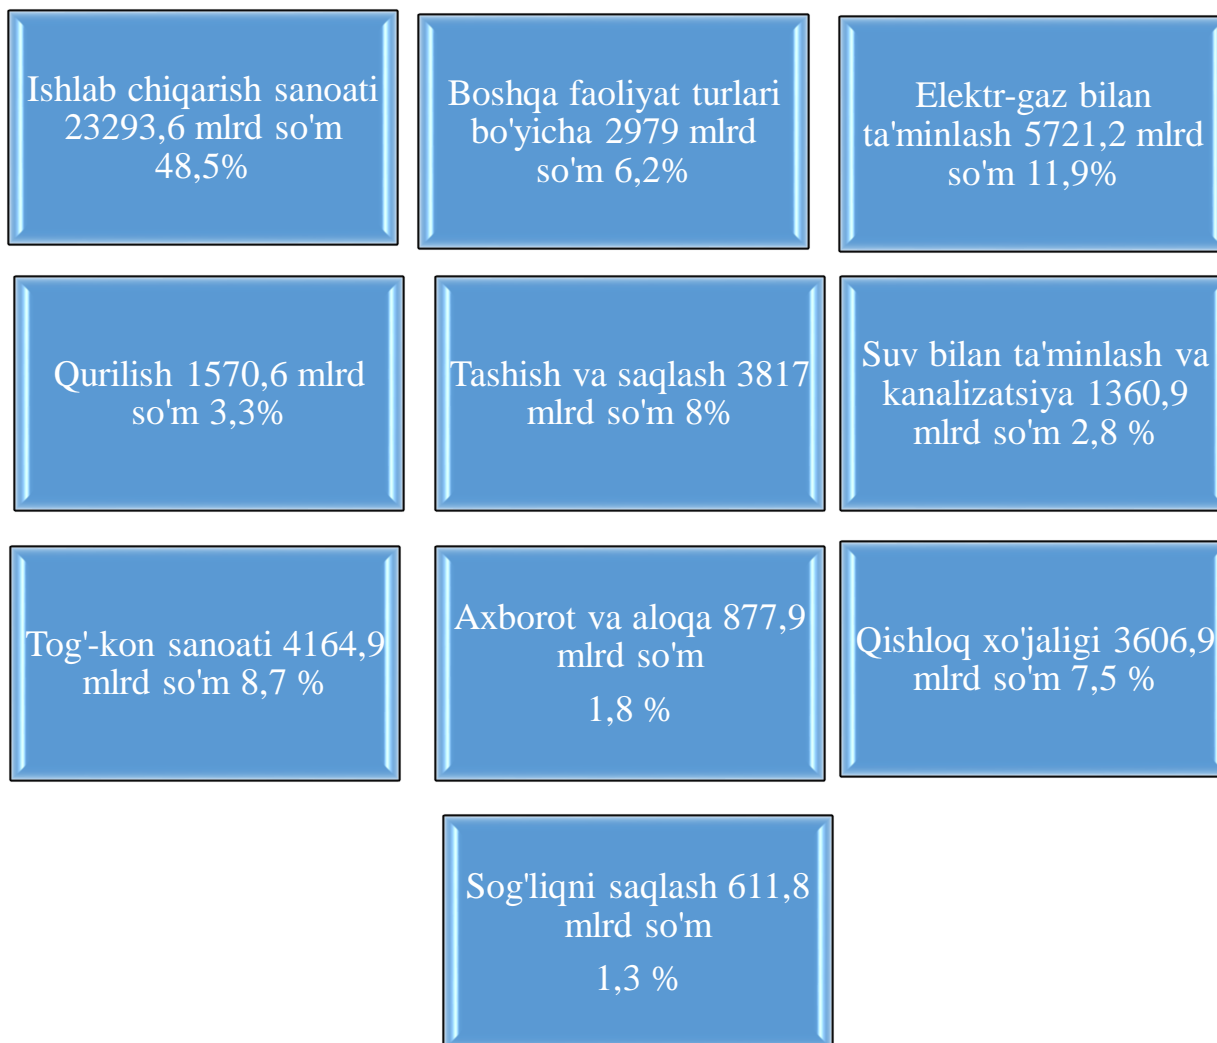 Ishlab chiqarish sanoati
23293,6 mlrd so'm
48,5%
Boshqa faoliyat turlari
bo'yicha 2979 mlrd
so'm 6,2%
Elektr-gaz bilan
ta'minlash 5721,2 mlrd
so'm 11,9%
Qurilish 1570,6 mlrd
so'm 3,3%
Tashish va saqlash 3817
mlrd so'm 8%
Suv bilan ta'minlash va
kanalizatsiya 1360,9
mlrd so'm 2,8 %
Tog'-kon sanoati 4164,9
mlrd so'm 8,7 %
Axborot va aloqa 877,9
mlrd so'm
1,8 %
Qishloq xo'jaligi 3606,9
mlrd so'm 7,5 %
Sog'liqni saqlash 611,8
mlrd so'm
1,3 %